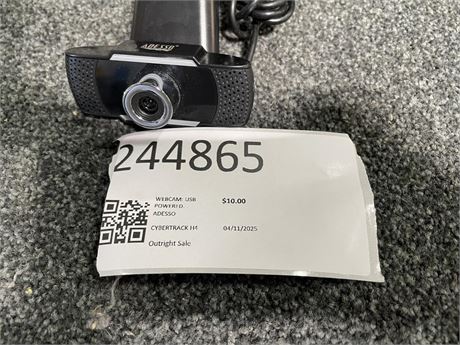 ADESSO
244865
WEBCAM: USB $10.00
POWERED.
ADESSO
CYBERTRACK H4 04/11/2025
Outright Sale